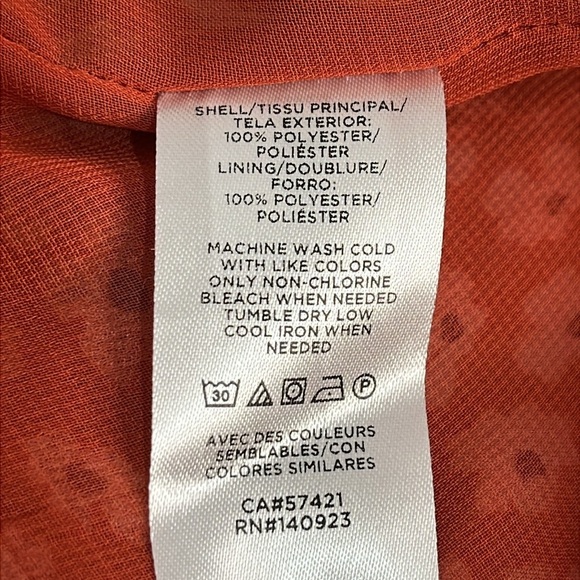 SHELL/TISSU PRINCIPAL/
TELA EXTERIOR:
100% POLYESTER/
POLIÉSTER
LINING/DOUBLURE/
FORRO:
100% POLYESTER/
POLIÉSTER
MACHINE WASH COLD
WITH LIKE COLORS
ONLY NON-CHLORINE
BLEACH WHEN NEEDED
TUMBLE DRY LOW
COOL IRON WHEN
NEEDED
30 P
AVEC DES COULEURS
SEMBLABLES/CON
COLORES SIMILARES
CA#57421
RN#140923